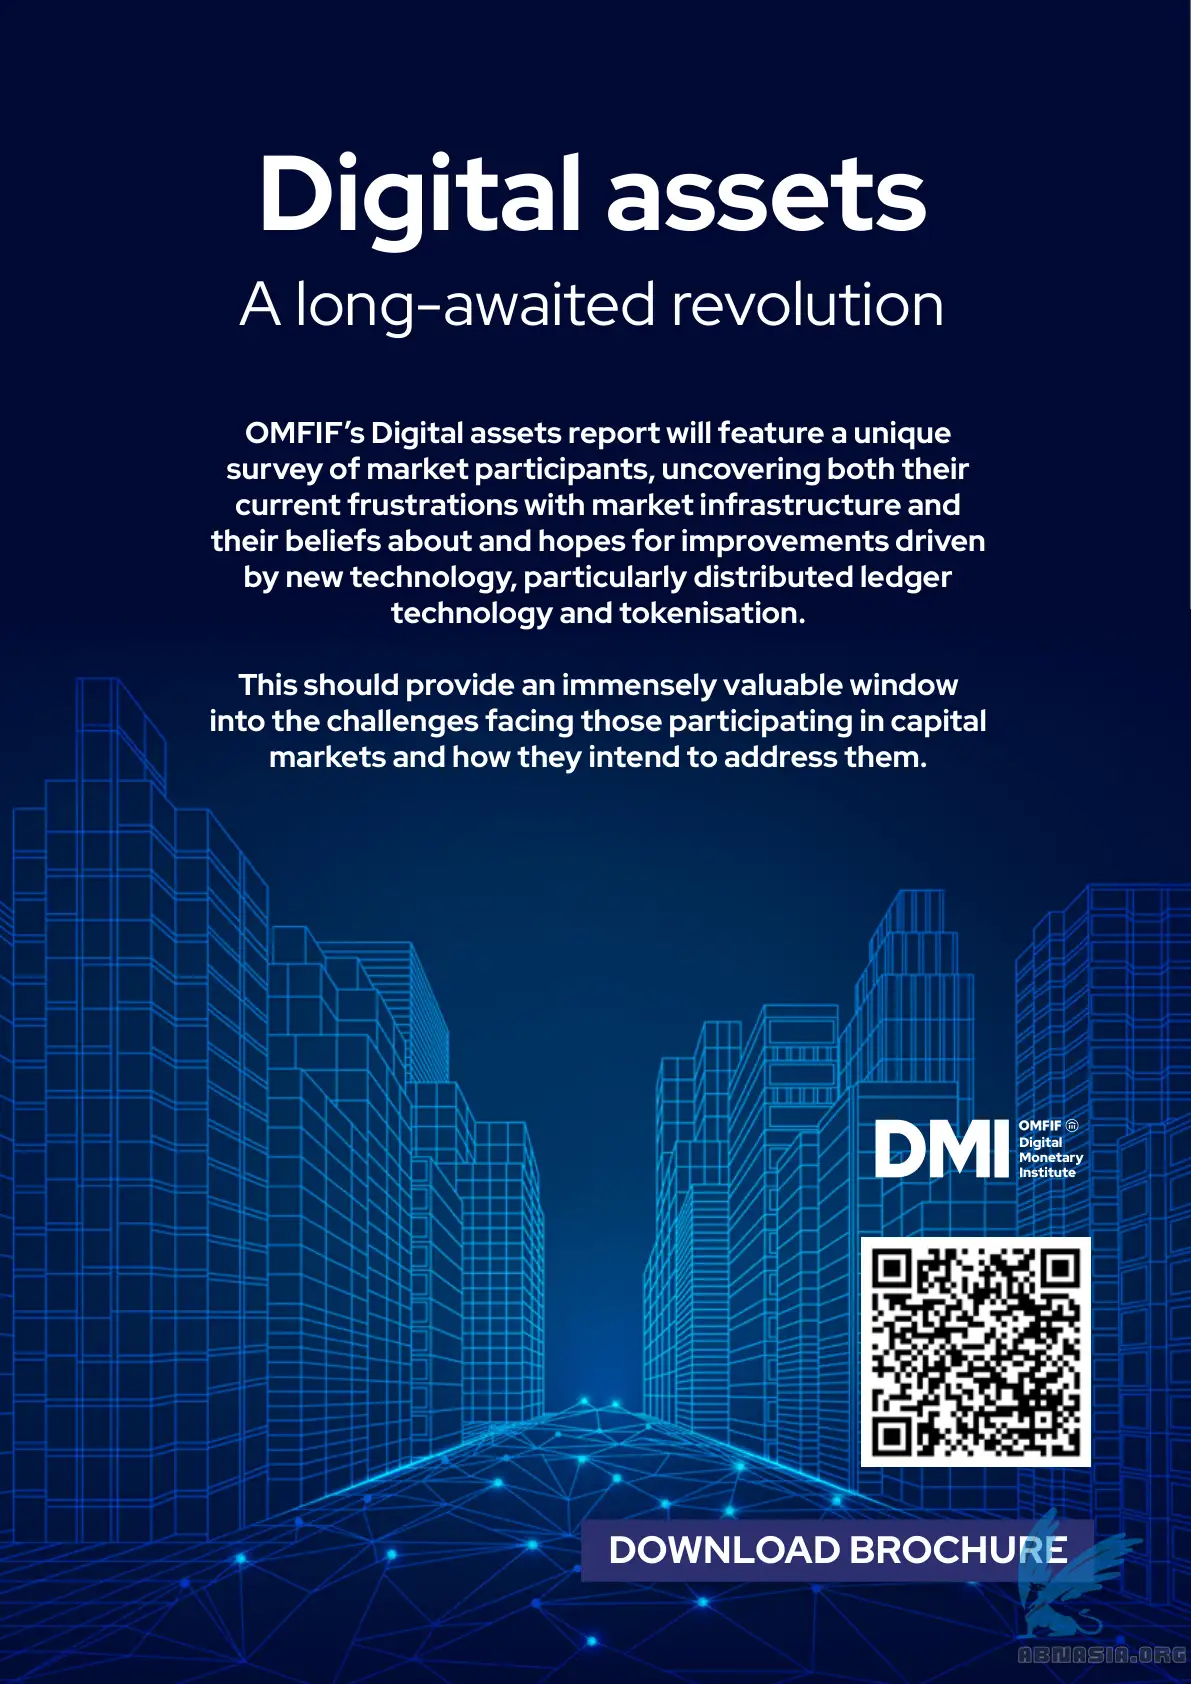 Digital assets
A long-awaited revolution
OMFIF’s Digital assets report will feature a unique
survey of market participants, uncovering both their
current frustrations with market infrastructure and
their beliefs about and hopes for improvements driven
by new technology, particularly distributed ledger
technology and tokenisation.
This should provide an immensely valuable window
into the challenges facing those participating in capital
markets and how they intend to address them.
DMI
OMFIF
Digital
Monetary
Institute
DOWNLOAD BROCHURE
ABNASIA.ORG